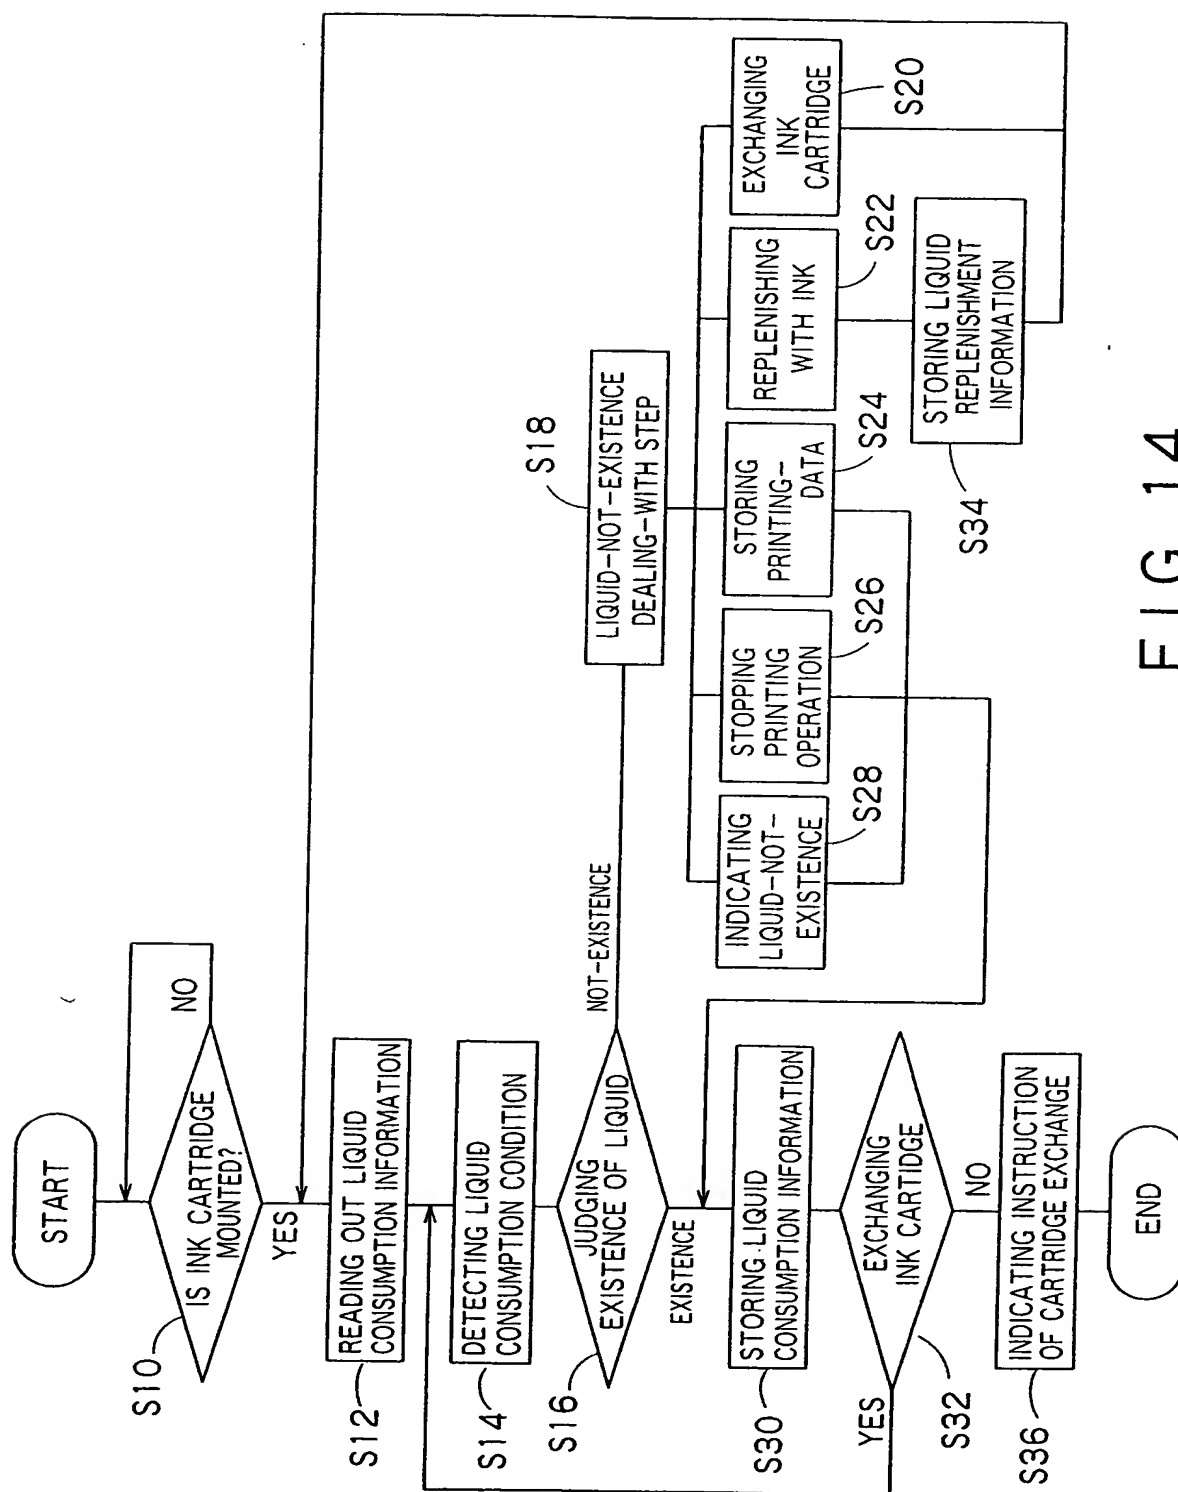 START
IS INK CARTRIDGE
MOUNTED?
S10
NO
YES
READING OUT LIQUID
CONSUMPTION INFORMATION
S12
DETECTING LIQUID
CONSUMPTION CONDITION
S14
JUDGING
EXISTENCE OF LIQUID
S16
NOT-EXISTENCE
EXISTENCE
LIQUID-NOT-EXISTENCE
DEALING-WITH STEP
S18
INDICATING
LIQUID-NOT-
EXISTENCE
S28
STOPPING
PRINTING
OPERATION
S26
STORING
PRINTING-
DATA
S24
REPLENISHING
WITH INK
S22
EXCHANGING
INK
CARTRIDGE
S20
STORING LIQUID
REPLENISHMENT
INFORMATION
S34
STORING LIQUID
CONSUMPTION INFORMATION
S30
EXCHANGING
INK CARTIDGE
S32
YES
NO
INDICATING INSTRUCTION
OF CARTRIDGE EXCHANGE
S36
END
FIG 14